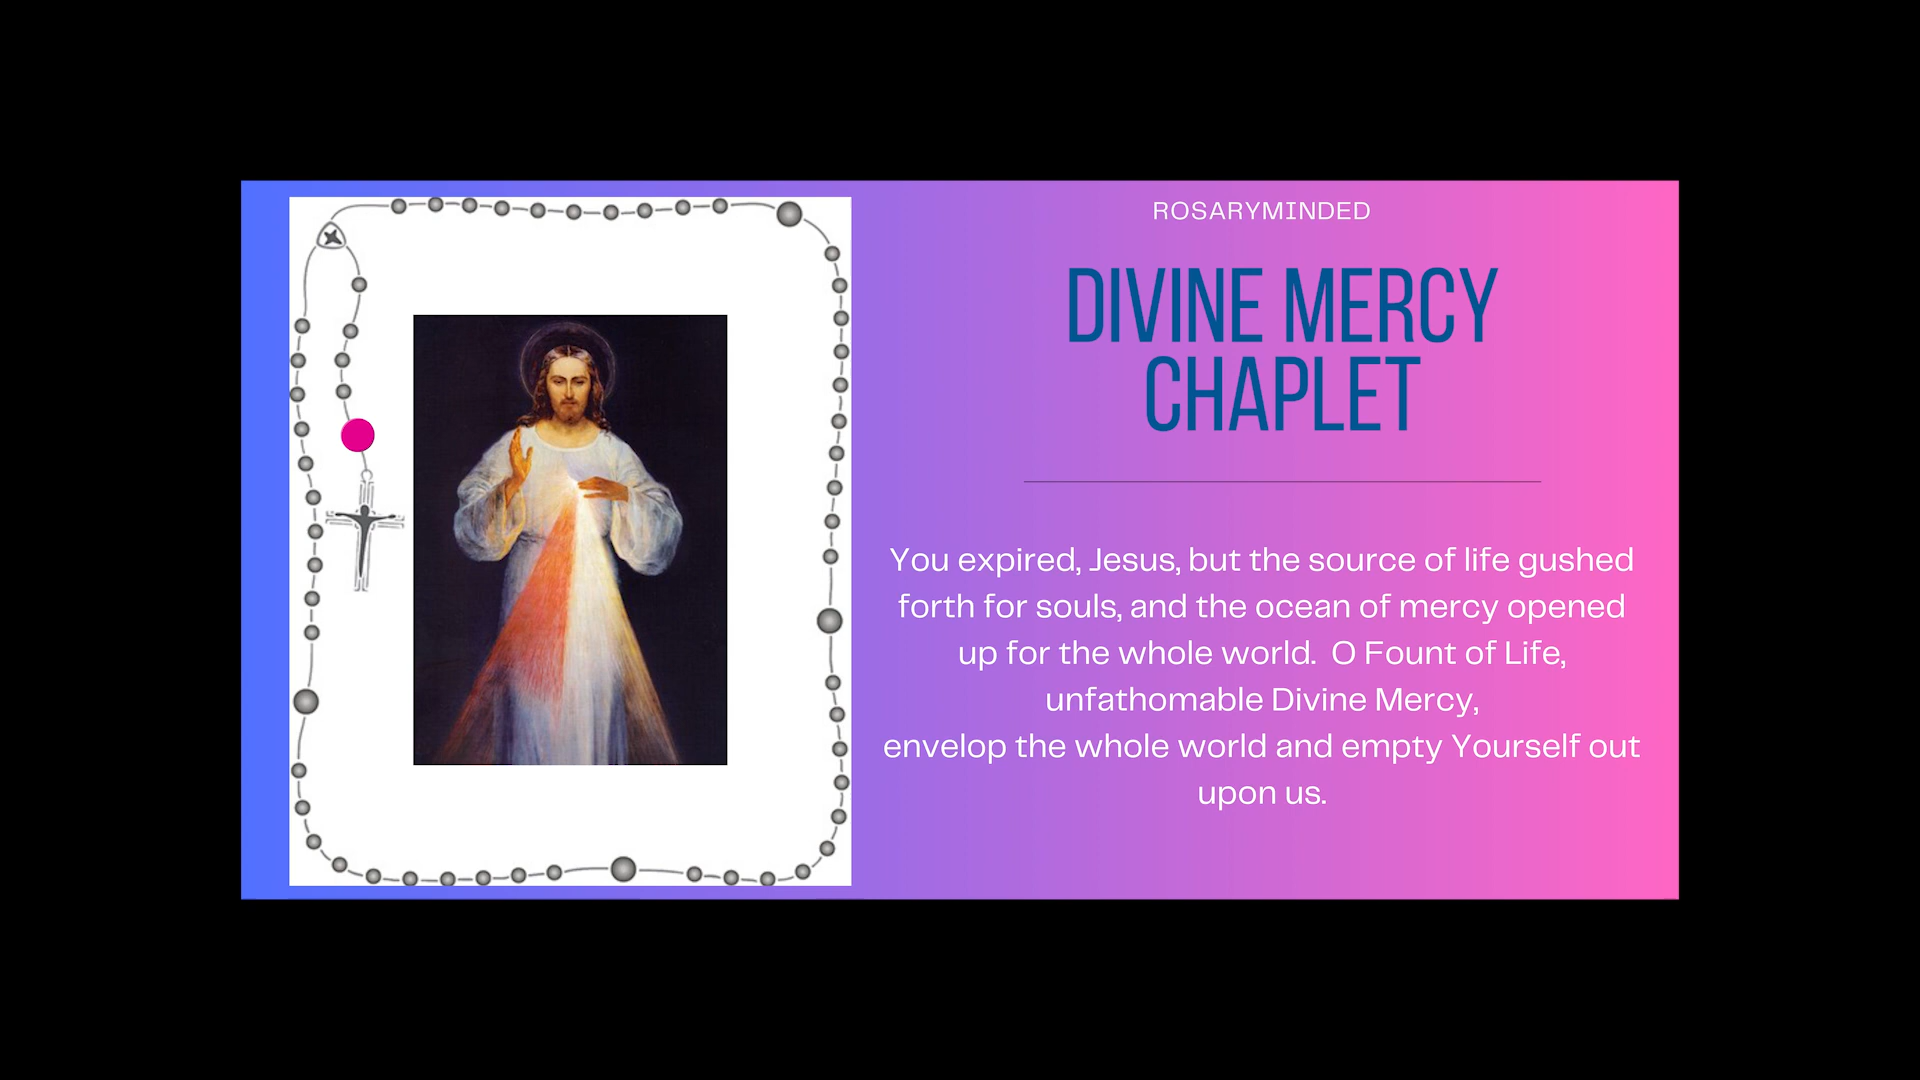 ROSARYMINDED
DIVINE MERCY
CHAPLET
You expired, Jesus, but the source of life gushed
forth for souls, and the ocean of mercy opened
up for the whole world.  O Fount of Life,
unfathomable Divine Mercy,
envelop the whole world and empty Yourself out
upon us.